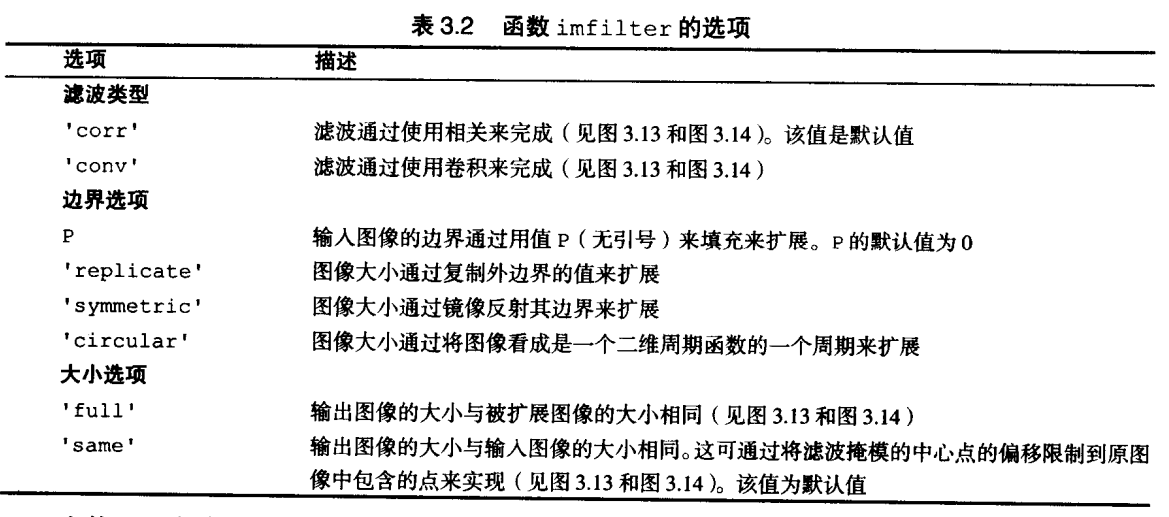 表 3.2 函数 imfilter 的选项
选项 描述
滤波类型
'corr' 滤波通过使用相关来完成（见图 3.13 和图 3.14）。该值是默认值
'conv' 滤波通过使用卷积来完成（见图 3.13 和图 3.14）
边界选项
P 输入图像的边界通过用值 P（无引号）来填充来扩展。P 的默认值为 0
'replicate' 图像大小通过复制外边界的值来扩展
'symmetric' 图像大小通过镜像反射其边界来扩展
'circular' 图像大小通过将图像看成是一个二维周期函数的一个周期来扩展
大小选项
'full' 输出图像的大小与被扩展图像的大小相同（见图 3.13 和图 3.14）
'same' 输出图像的大小与输入图像的大小相同。这可通过将滤波掩模的中心点的偏移限制到原图
像中包含的点来实现（见图 3.13 和图 3.14）。该值为默认值